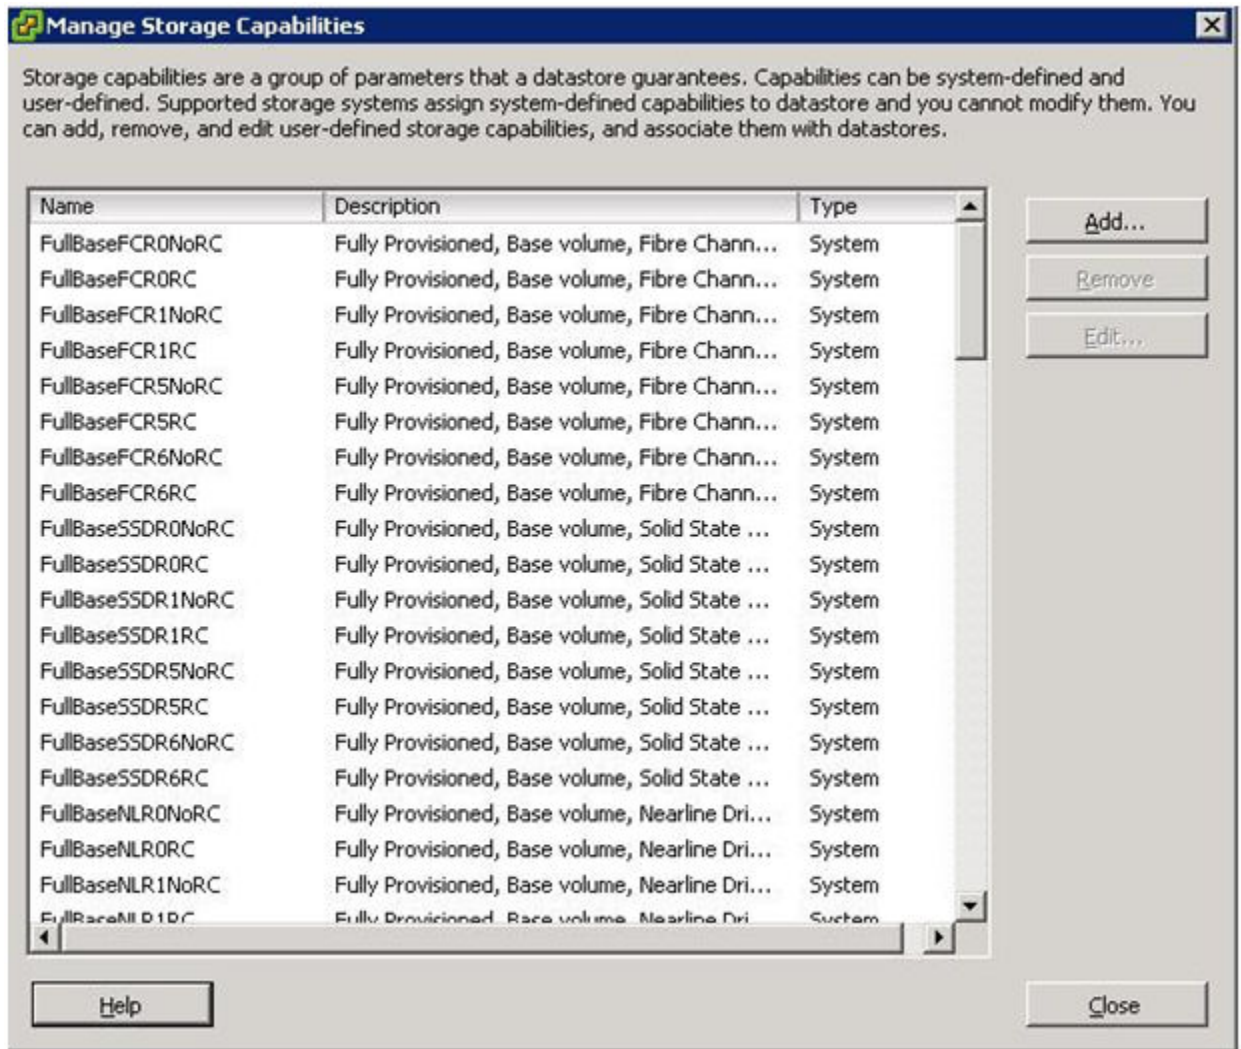 Manage Storage Capabilities
Storage capabilities are a group of parameters that a datastore guarantees. Capabilities can be system-defined and
user-defined. Supported storage systems assign system-defined capabilities to datastore and you cannot modify them. You
can add, remove, and edit user-defined storage capabilities, and associate them with datastores.
Name Description Type
FullBaseFCR0NoRC Fully Provisioned, Base volume, Fibre Chann... System
FullBaseFCR0RC Fully Provisioned, Base volume, Fibre Chann... System
FullBaseFCR1NoRC Fully Provisioned, Base volume, Fibre Chann... System
FullBaseFCR1RC Fully Provisioned, Base volume, Fibre Chann... System
FullBaseFCR5NoRC Fully Provisioned, Base volume, Fibre Chann... System
FullBaseFCR5RC Fully Provisioned, Base volume, Fibre Chann... System
FullBaseFCR6NoRC Fully Provisioned, Base volume, Fibre Chann... System
FullBaseFCR6RC Fully Provisioned, Base volume, Fibre Chann... System
FullBaseSSDR0NoRC Fully Provisioned, Base volume, Solid State ... System
FullBaseSSDR0RC Fully Provisioned, Base volume, Solid State ... System
FullBaseSSDR1NoRC Fully Provisioned, Base volume, Solid State ... System
FullBaseSSDR1RC Fully Provisioned, Base volume, Solid State ... System
FullBaseSSDR5NoRC Fully Provisioned, Base volume, Solid State ... System
FullBaseSSDR5RC Fully Provisioned, Base volume, Solid State ... System
FullBaseSSDR6NoRC Fully Provisioned, Base volume, Solid State ... System
FullBaseSSDR6RC Fully Provisioned, Base volume, Solid State ... System
FullBaseNLR0NoRC Fully Provisioned, Base volume, Nearline Dri... System
FullBaseNLR0RC Fully Provisioned, Base volume, Nearline Dri... System
FullBaseNLR1NoRC Fully Provisioned, Base volume, Nearline Dri... System
FullBaseNLR1RC Fully Provisioned, Base volume, Nearline Dri... System
Add...
Remove
Edit...
Help
Close